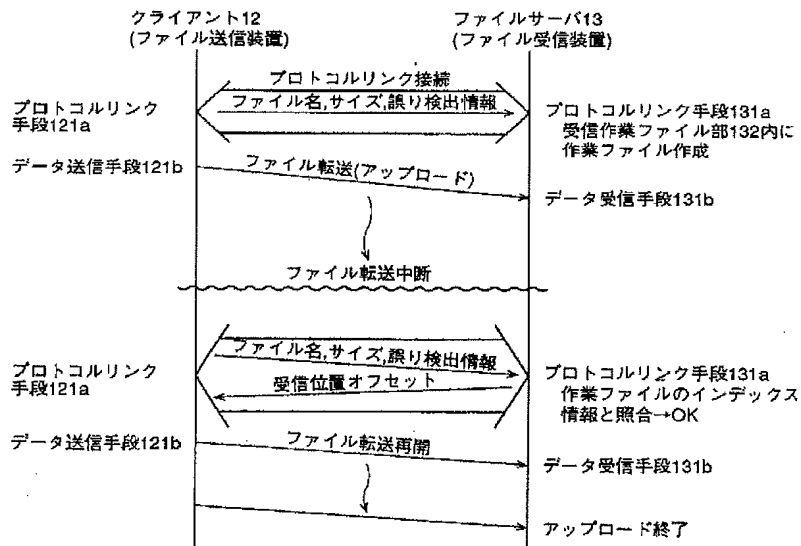 クライアント12
(ファイル送信装置)
ファイルサーバ13
(ファイル受信装置)
プロトコルリンク接続
ファイル名,サイズ,誤り検出情報
プロトコルリンク
手段121a
プロトコルリンク手段131a
受信作業ファイル部132内に
作業ファイル作成
データ送信手段121b
ファイル転送(アップロード)
データ受信手段131b
ファイル転送中断
ファイル名,サイズ,誤り検出情報
プロトコルリンク
手段121a
受信位置オフセット
プロトコルリンク手段131a
作業ファイルのインデックス
情報と照合→OK
データ送信手段121b
ファイル転送再開
データ受信手段131b
アップロード終了